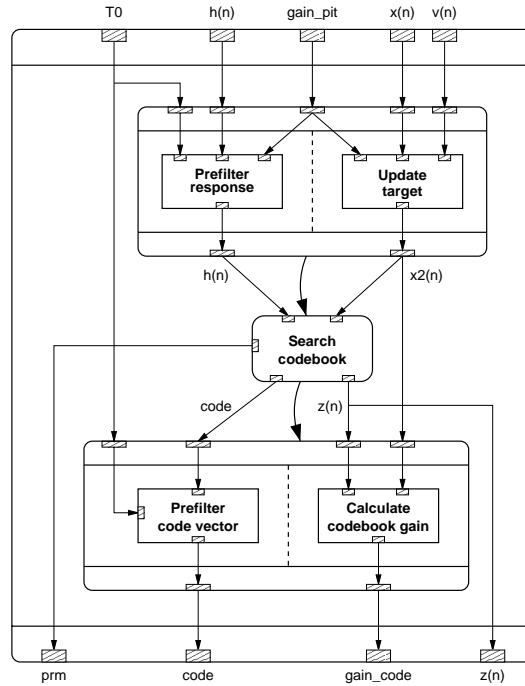 T0 h(n) gain_pit x(n) v(n)
Prefilter
response
Update
target
h(n) x2(n)
Search
codebook
code z(n)
Prefilter
code vector
Calculate
codebook gain
prm code gain_code z(n)